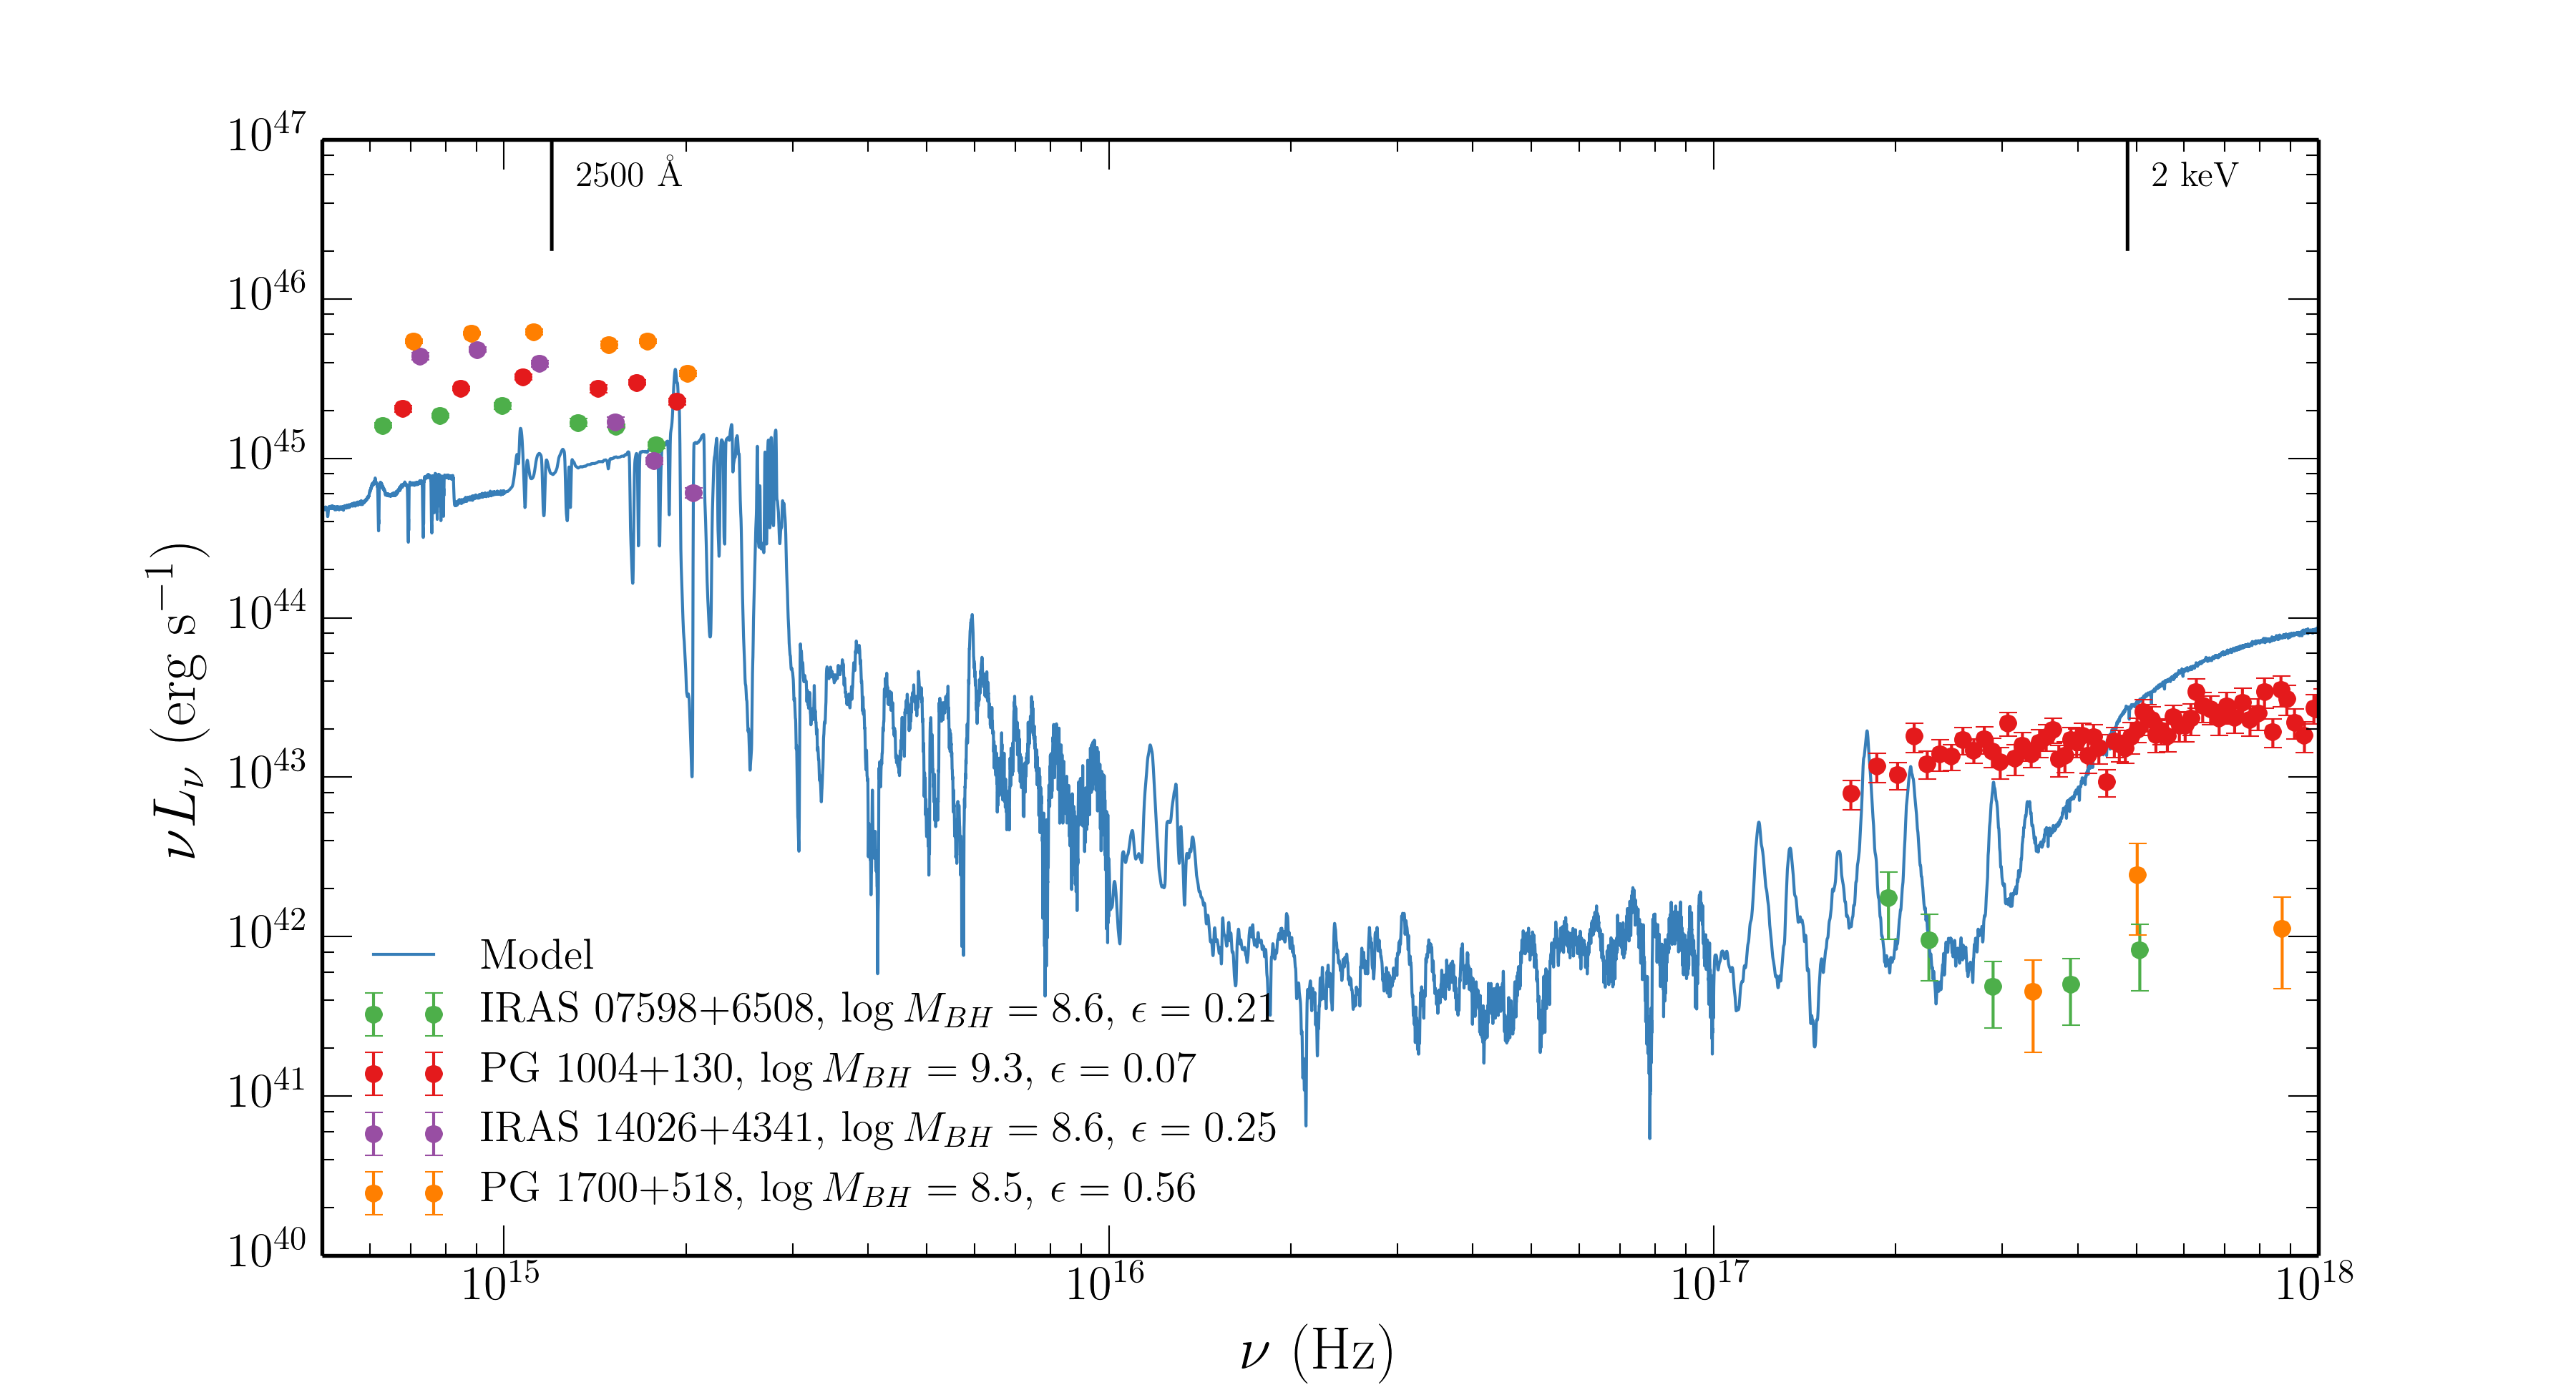 10^47
2500 Å
2 keV
10^46
10^45
10^44
10^43
10^42
10^41
10^40
νL_ν (erg s^−1)
Model
IRAS 07598+6508, log M_BH = 8.6, ϵ = 0.21
PG 1004+130, log M_BH = 9.3, ϵ = 0.07
IRAS 14026+4341, log M_BH = 8.6, ϵ = 0.25
PG 1700+518, log M_BH = 8.5, ϵ = 0.56
10^15 10^16 10^17 10^18
ν (Hz)